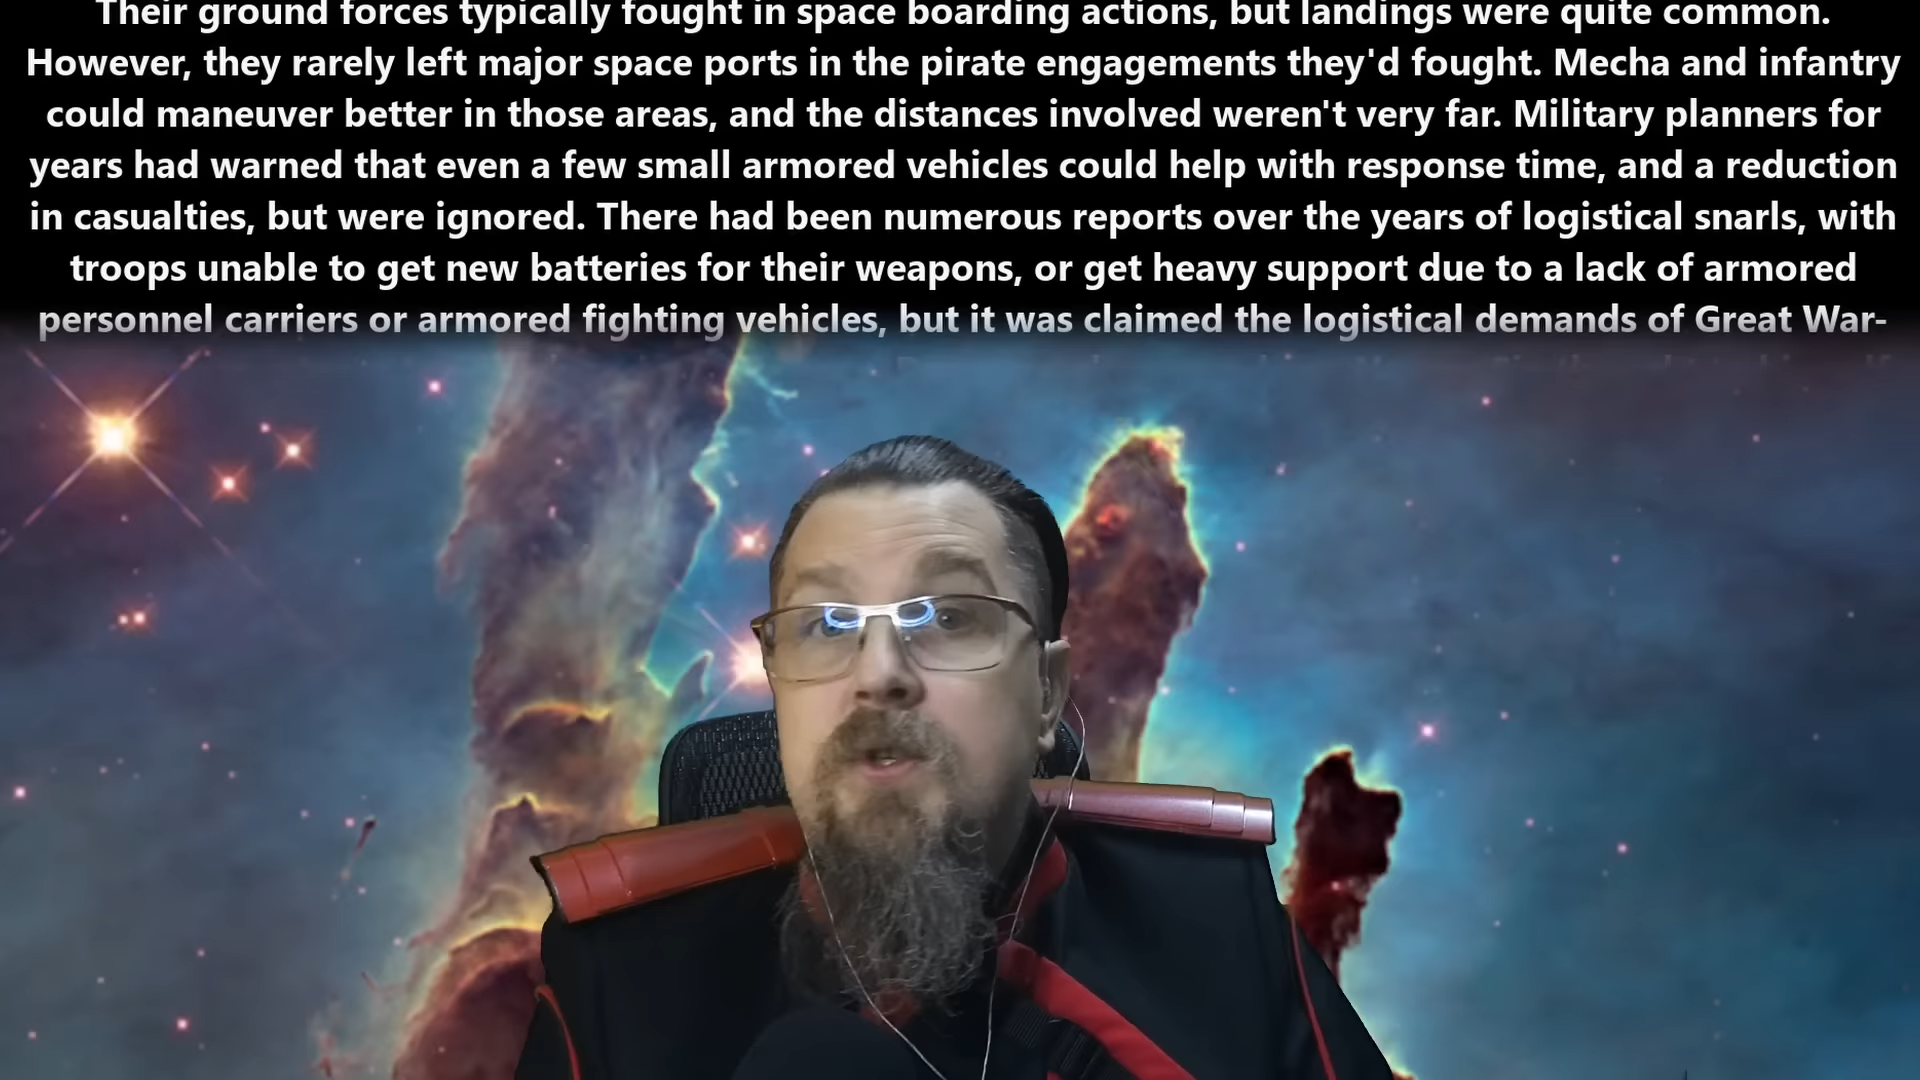 Their ground forces typically fought in space boarding actions, but landings were quite common.
However, they rarely left major space ports in the pirate engagements they'd fought. Mecha and infantry
could maneuver better in those areas, and the distances involved weren't very far. Military planners for
years had warned that even a few small armored vehicles could help with response time, and a reduction
in casualties, but were ignored. There had been numerous reports over the years of logistical snarls, with
troops unable to get new batteries for their weapons, or get heavy support due to a lack of armored
personnel carriers or armored fighting vehicles, but it was claimed the logistical demands of Great War-